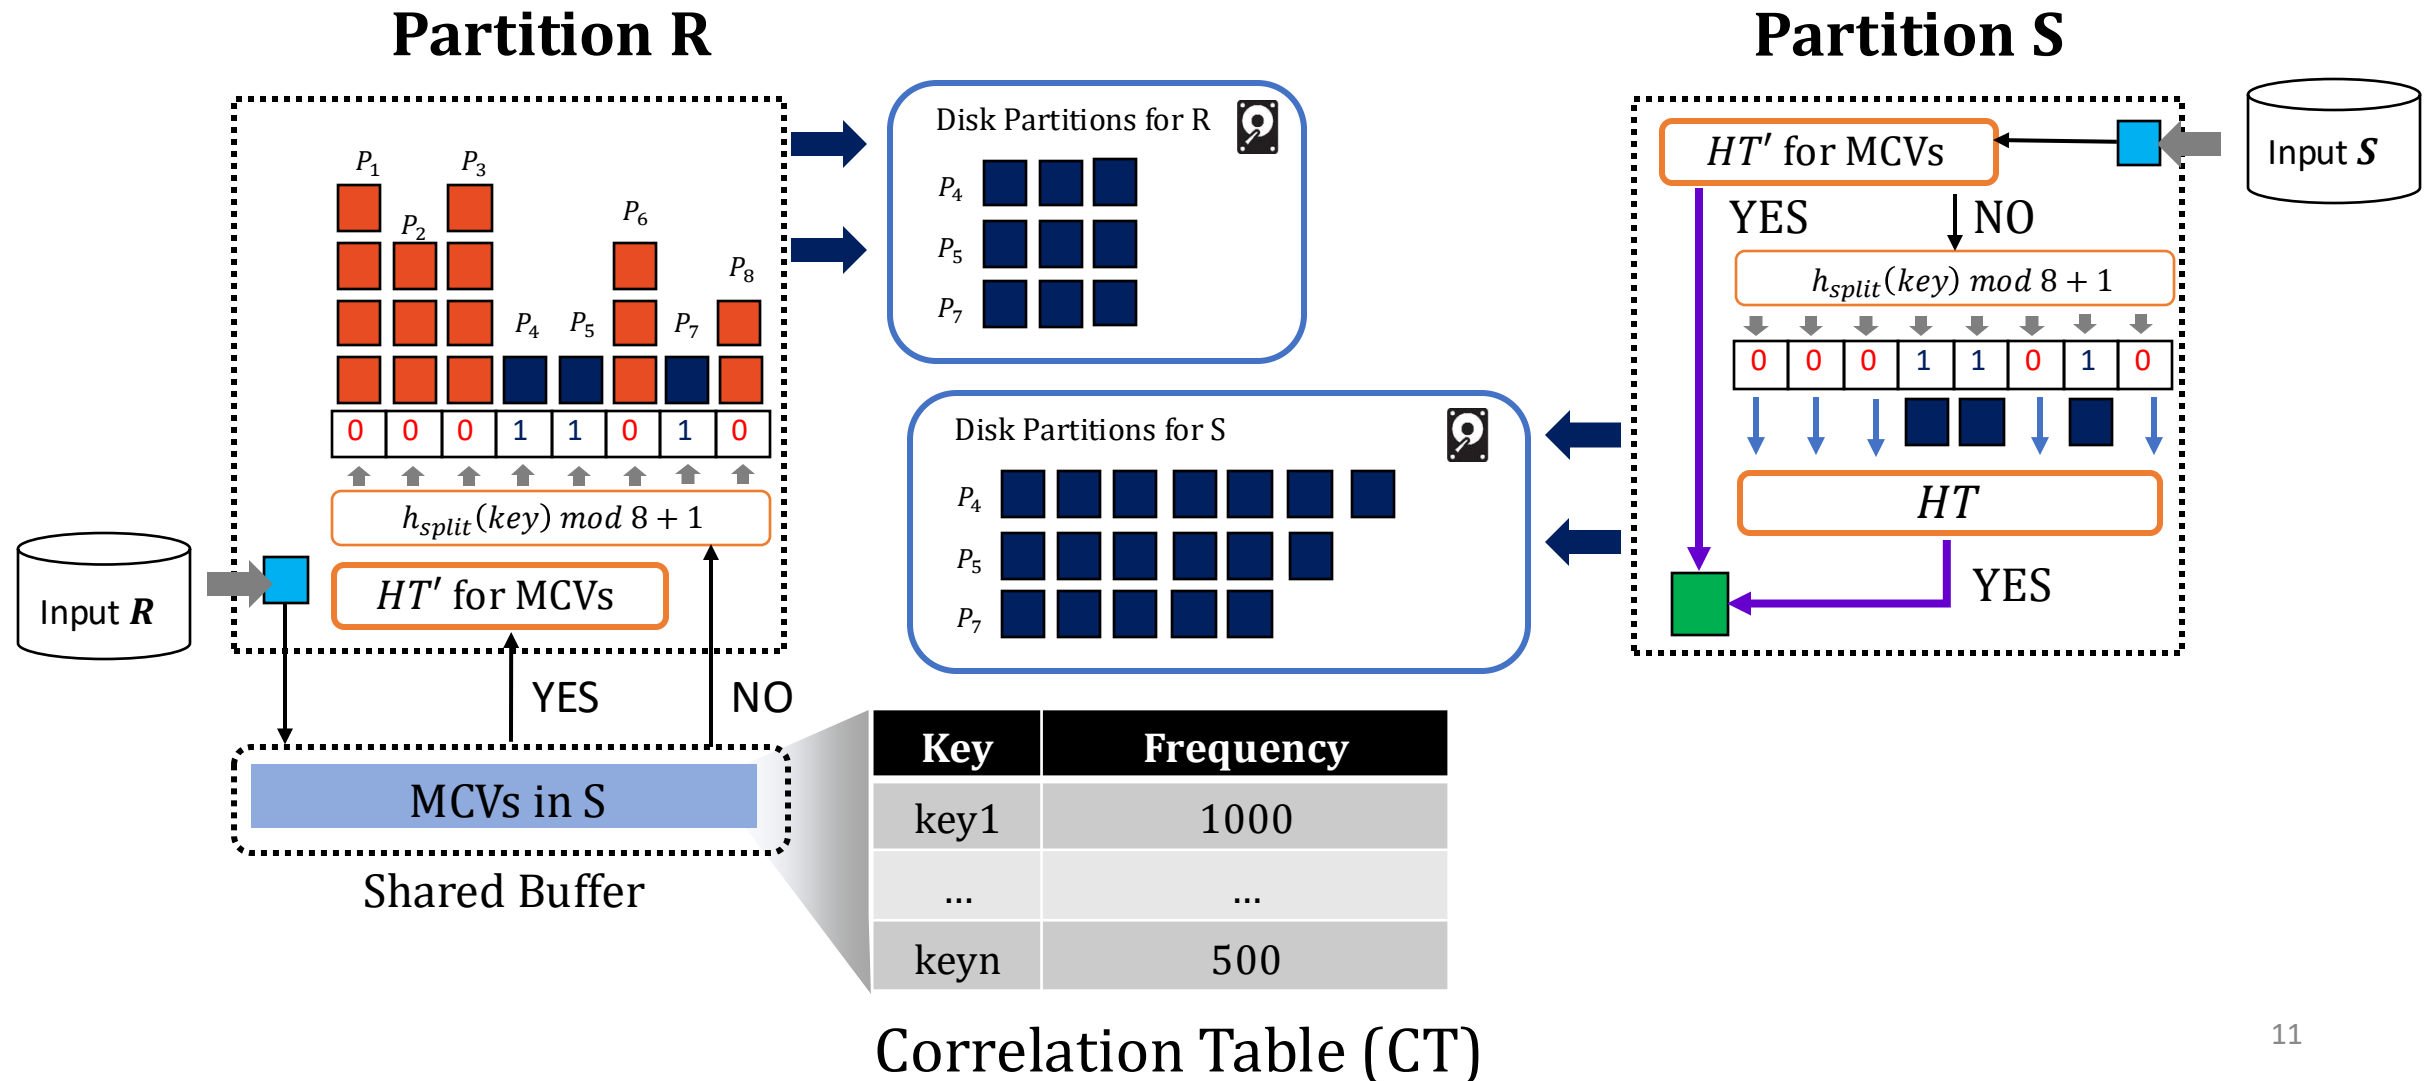 Partition R
Partition S
Disk Partitions for R
P₄
P₅
P₇
P₁
P₂
P₃
P₄
P₅
P₆
P₇
P₈
0 0 0 1 1 0 1 0
h_split(key) mod 8 + 1
Input R
HT′ for MCVs
YES
NO
MCVs in S
Shared Buffer
Disk Partitions for S
P₄
P₅
P₇
Key Frequency
key1 1000
... ...
keyn 500
Correlation Table (CT)
HT′ for MCVs
Input S
YES
NO
h_split(key) mod 8 + 1
0 0 0 1 1 0 1 0
HT
YES
11